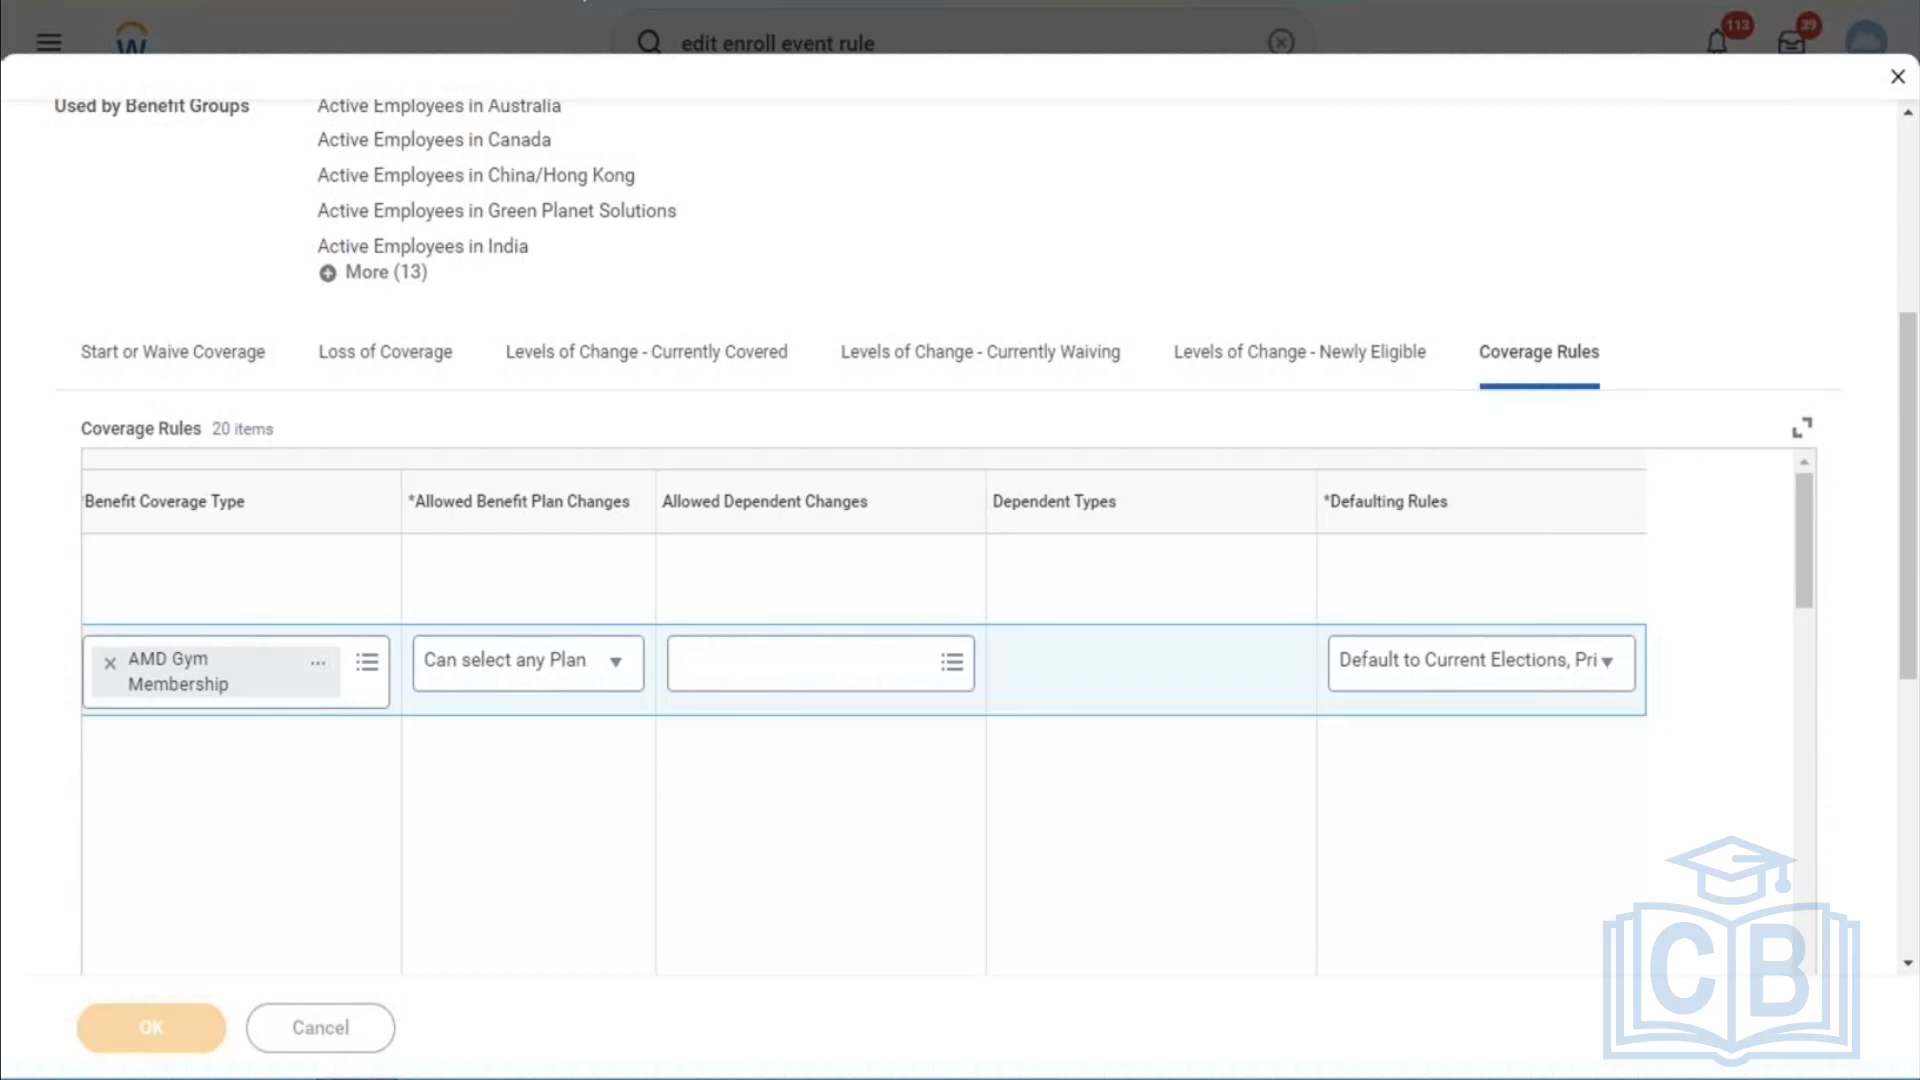 W
edit enroll event rule
113
39
Used by Benefit Groups
Active Employees in Australia
Active Employees in Canada
Active Employees in China/Hong Kong
Active Employees in Green Planet Solutions
Active Employees in India
More (13)
Start or Waive Coverage
Loss of Coverage
Levels of Change - Currently Covered
Levels of Change - Currently Waiving
Levels of Change - Newly Eligible
Coverage Rules
Coverage Rules 20 items
*Benefit Coverage Type
*Allowed Benefit Plan Changes
Allowed Dependent Changes
Dependent Types
*Defaulting Rules
AMD Gym
Membership
Can select any Plan
Default to Current Elections, Pri
OK
Cancel
CB